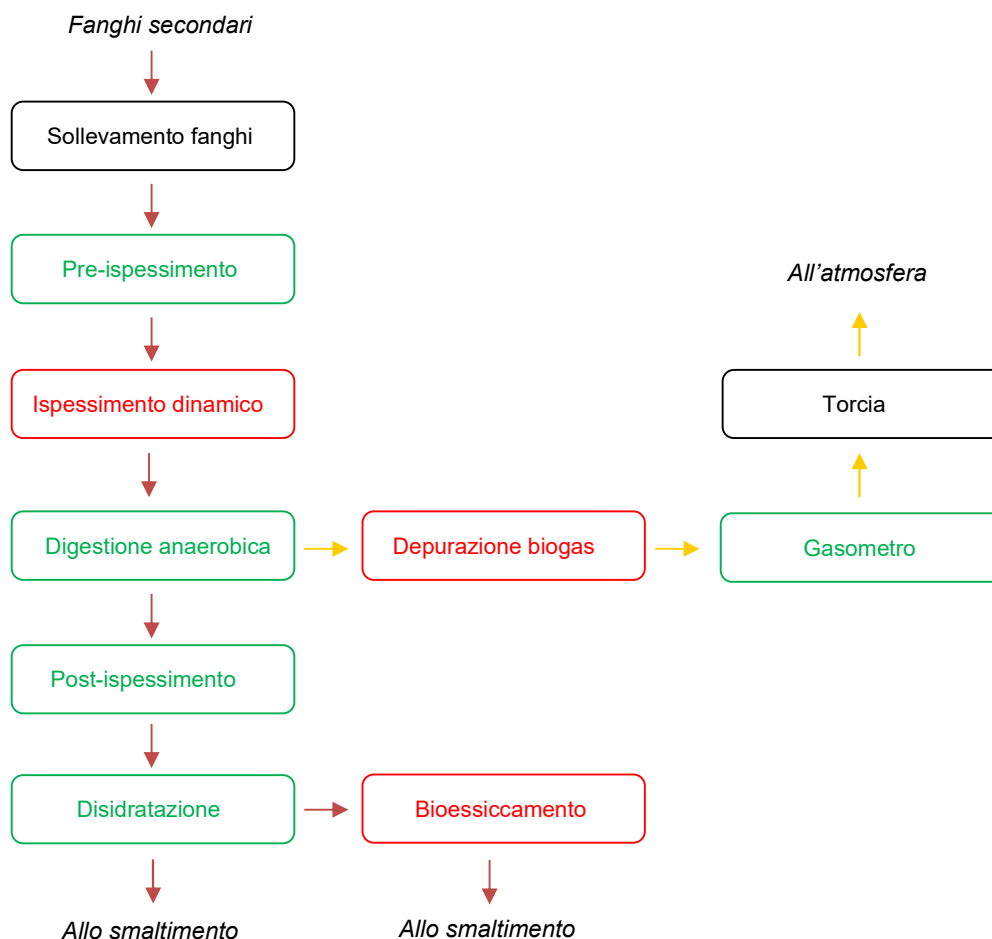 Fanghi secondari
Sollevamento fanghi
Pre-ispessimento
All’atmosfera
Ispessimento dinamico
Torcia
Digestione anaerobica
Depurazione biogas
Gasometro
Post-ispessimento
Disidratazione
Bioessiccamento
Allo smaltimento
Allo smaltimento